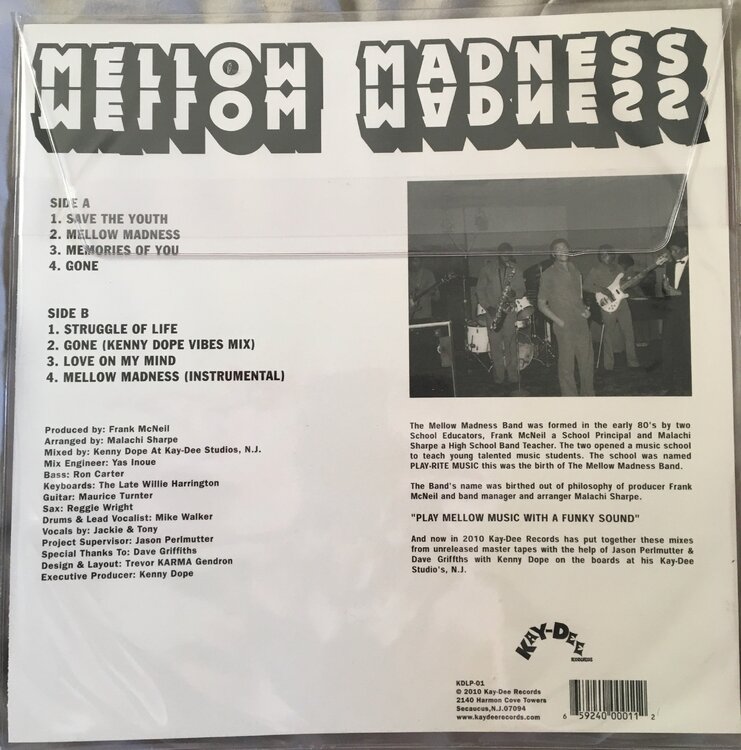 MELLOW MADNESS
MELLOW MADNESS
SIDE A
1. SAVE THE YOUTH
2. MELLOW MADNESS
3. MEMORIES OF YOU
4. GONE
SIDE B
1. STRUGGLE OF LIFE
2. GONE (KENNY DOPE VIBES MIX)
3. LOVE ON MY MIND
4. MELLOW MADNESS (INSTRUMENTAL)
Produced by: Frank McNeil
Arranged by: Malachi Sharpe
Mixed by: Kenny Dope At Kay-Dee Studios, N.J.
Mix Engineer: Yas Inoue
Bass: Ron Carter
Keyboards: The Late Willie Harrington
Guitar: Maurice Turnter
Sax: Reggie Wright
Drums & Lead Vocalist: Mike Walker
Vocals by: Jackie & Tony
Project Supervisor: Jason Perlmutter
Special Thanks To: Dave Griffiths
Design & Layout: Trevor KARMA Gendron
Executive Producer: Kenny Dope
The Mellow Madness Band was formed in the early 80's by two
School Educators, Frank McNeil a School Principal and Malachi
Sharpe a High School Band Teacher. The two opened a music school
to teach young talented music students. The school was named
PLAY-RITE MUSIC this was the birth of The Mellow Madness Band.
The Band's name was birthed out of philosophy of producer Frank
McNeil and band manager and arranger Malachi Sharpe.
"PLAY MELLOW MUSIC WITH A FUNKY SOUND"
And now in 2010 Kay-Dee Records has put together these mixes
from unreleased master tapes with the help of Jason Perlmutter &
Dave Griffths with Kenny Dope on the boards at his Kay-Dee
Studio's, N.J.
KAY-DEE
RECORDS
KDLP-01
© 2010 Kay-Dee Records
2140 Harmon Cove Towers
Secaucus,N.J.07094
www.kaydeerecords.com
6 59240 00011 2